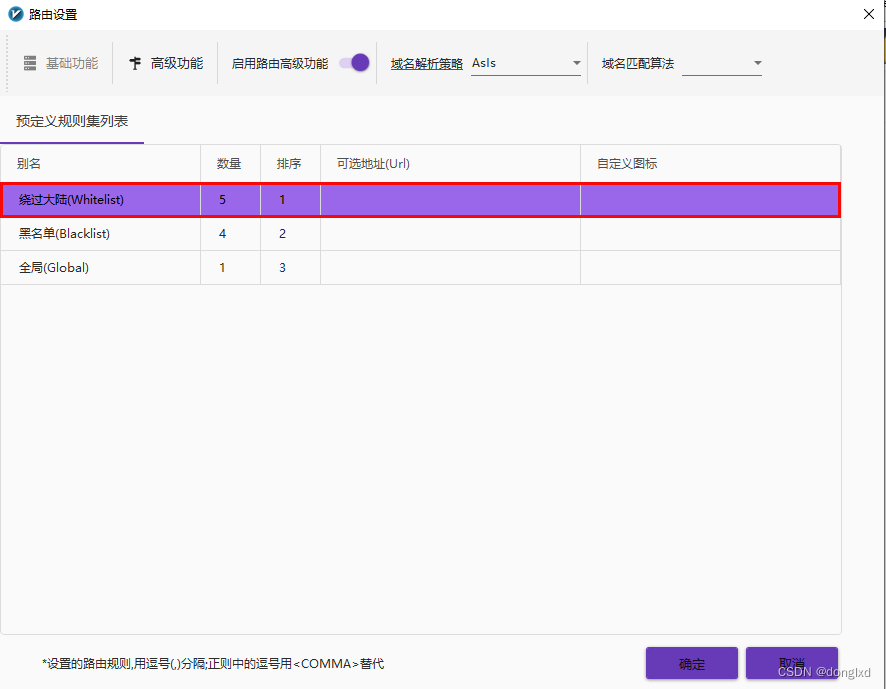 路由设置
基础功能 高级功能 启用路由高级功能 域名解析策略 AsIs 域名匹配算法
预定义规则集列表
别名 数量 排序 可选地址(Url) 自定义图标
绕过大陆(Whitelist) 5 1
黑名单(Blacklist) 4 2
全局(Global) 1 3
*设置的路由规则,用逗号(,)分隔;正则中的逗号用<COMMA>替代
确定 取消
CSDN @donglxd